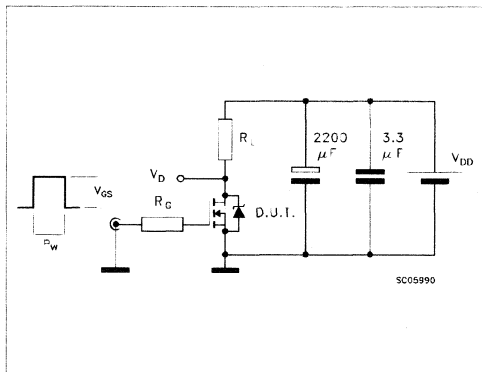 R_L
2200 μF
3.3 μF
V_DD
V_D
V_GS
R_G
D.U.T.
P_W
SC05990